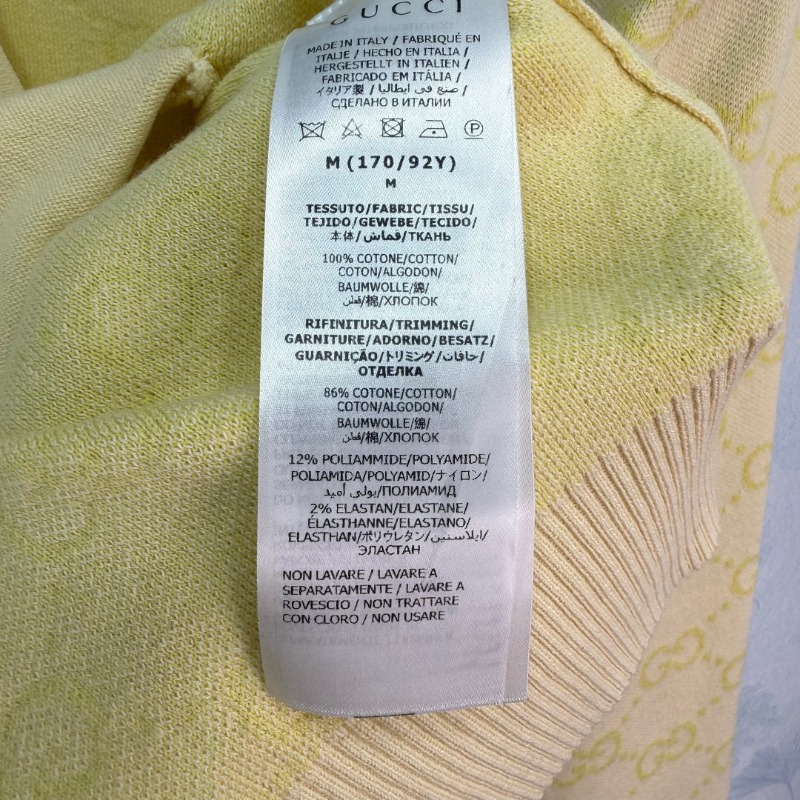 GUCCI
MADE IN ITALY / FABRIQUÉ EN
ITALIE / HECHO EN ITALIA /
HERGESTELLT IN ITALIEN /
FABRICADO EM ITÁLIA /
イタリア製 / صنع في ايطاليا /
СДЕЛАНО В ИТАЛИИ
M (170/92Y)
M
TESSUTO/FABRIC/TISSU/
TEJIDO/GEWEBE/TECIDO/
本体/قماش/ТКАНЬ
100% COTONE/COTTON/
COTON/ALGODON/
BAUMWOLLE/綿/
قطن/棉/ХЛОПОК
RIFINITURA/TRIMMING/
GARNITURE/ADORNO/BESATZ/
GUARNIÇÃO/トリミング/حافات/
ОТДЕЛКА
86% COTONE/COTTON/
COTON/ALGODON/
BAUMWOLLE/綿/
قطن/棉/ХЛОПОК
12% POLIAMMIDE/POLYAMIDE/
POLIAMIDA/POLYAMID/ナイロン/
بولي أميد/ПОЛИАМИД
2% ELASTAN/ELASTANE/
ÉLASTHANNE/ELASTANO/
ELASTHAN/ポリウレタン/ايلاستين/
ЭЛАСТАН
NON LAVARE / LAVARE A
SEPARATAMENTE / LAVARE A
ROVESCIO / NON TRATTARE
CON CLORO / NON USARE